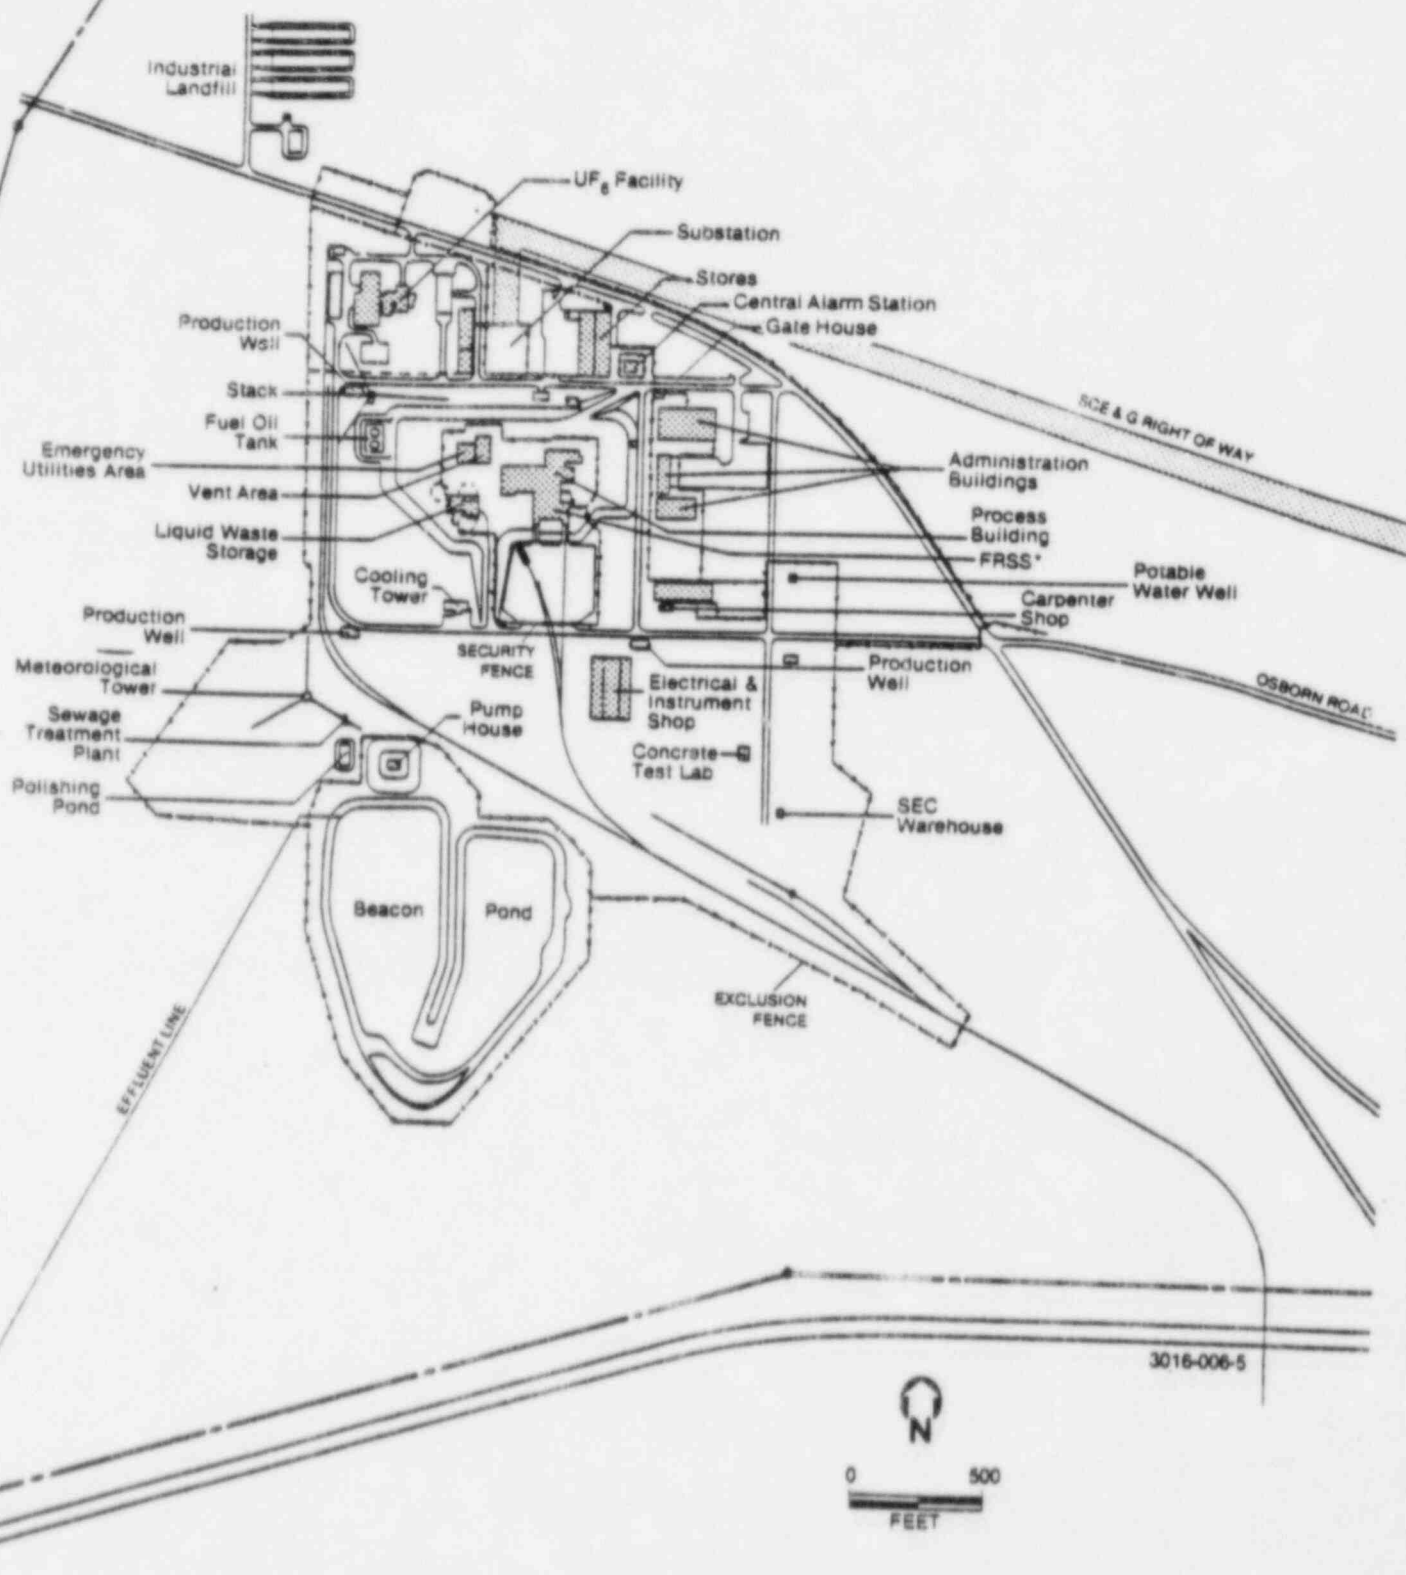 Industrial
Landfill
UF6 Facility
Substation
Stores
Central Alarm Station
Gate House
Production
Well
Stack
Fuel Oil
Tank
Emergency
Utilities Area
Vent Area
Liquid Waste
Storage
Cooling
Tower
Production
Well
Meteorological
Tower
Sewage
Treatment
Plant
Polishing
Pond
SCE & G RIGHT OF WAY
Administration
Buildings
Process
Building
FRSS*
Potable
Water Well
Carpenter
Shop
SECURITY
FENCE
Production
Well
OSBORN ROAD
Electrical &
Instrument
Shop
Pump
House
Concrete
Test Lab
SEC
Warehouse
Beacon Pond
EXCLUSION
FENCE
EFFLUENT LINE
3016-006-5
N
0 500
FEET